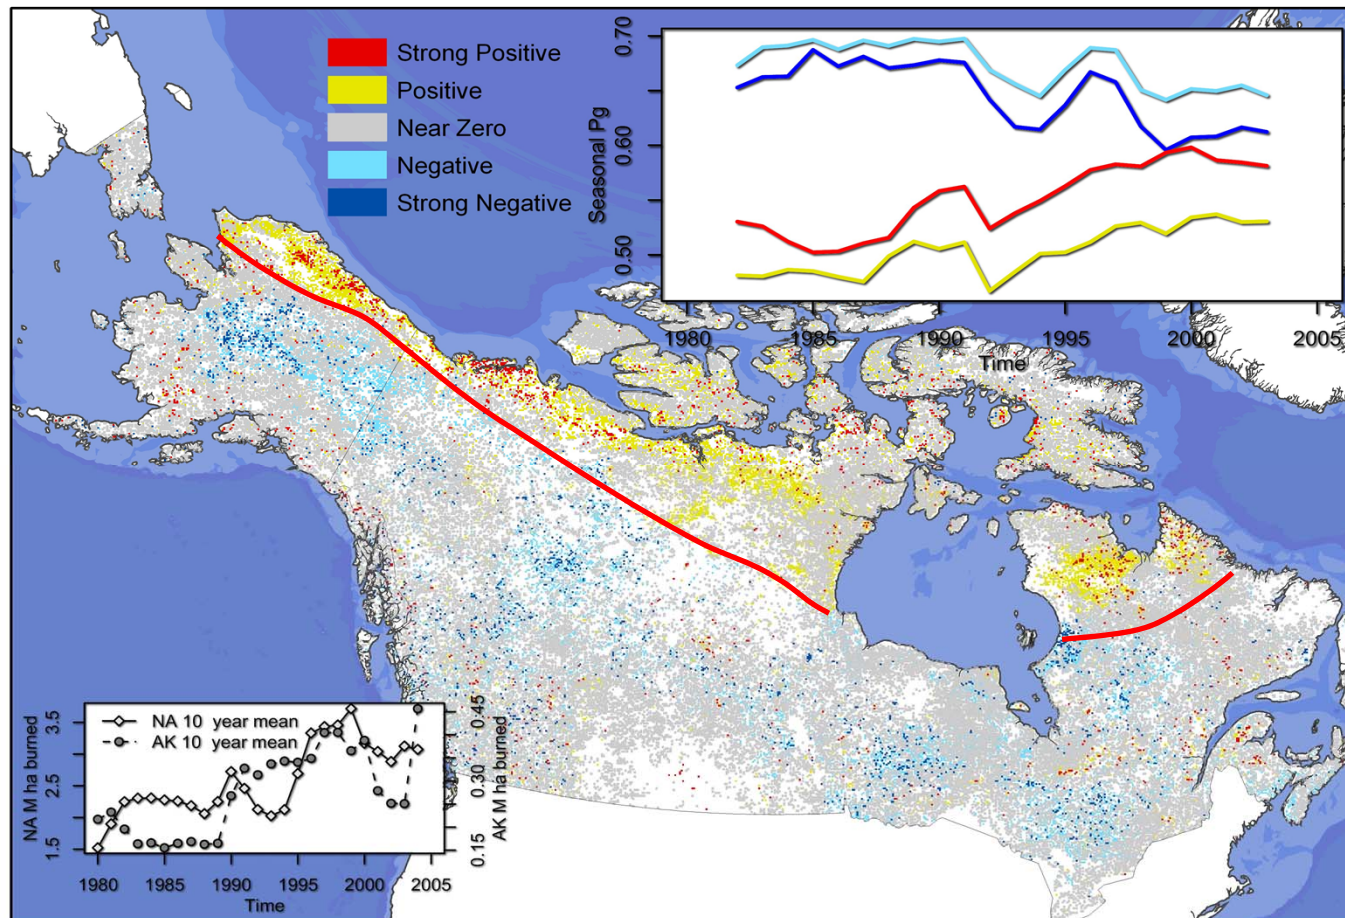 Strong Positive
Positive
Near Zero
Negative
Strong Negative
Seasonal Pg
0.70
0.60
0.50
1980 1985 1990 1995 2000 2005
Time
NA M ha burned
3.5
2.5
1.5
NA 10 year mean
AK 10 year mean
0.45
0.30
0.15
AK M ha burned
1980 1985 1990 1995 2000 2005
Time